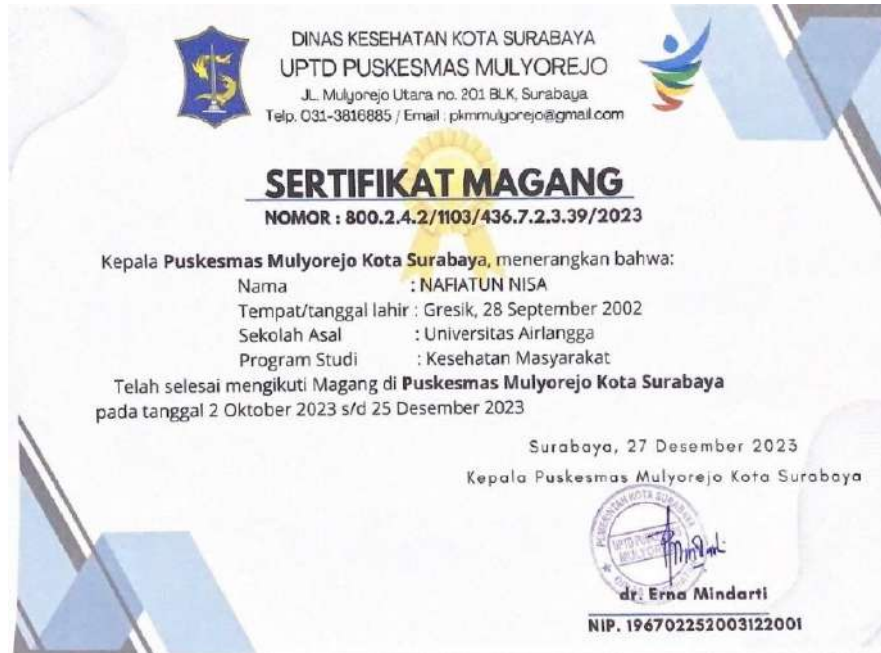 DINAS KESEHATAN KOTA SURABAYA
UPTD PUSKESMAS MULYOREJO
JL. Mulyorejo Utara no. 201 BLK, Surabaya
Telp. 031-3816885 / Email : pkmmulyorejo@gmail.com
SERTIFIKAT MAGANG
NOMOR : 800.2.4.2/1103/436.7.2.3.39/2023
Kepala Puskesmas Mulyorejo Kota Surabaya, menerangkan bahwa:
Nama : NAFIATUN NISA
Tempat/tanggal lahir : Gresik, 28 September 2002
Sekolah Asal : Universitas Airlangga
Program Studi : Kesehatan Masyarakat
Telah selesai mengikuti Magang di Puskesmas Mulyorejo Kota Surabaya
pada tanggal 2 Oktober 2023 s/d 25 Desember 2023
Surabaya, 27 Desember 2023
Kepala Puskesmas Mulyorejo Kota Surabaya
PEMERINTAH KOTA SURABAYA
dr. Erna Mindarti
NIP. 196702252003122001